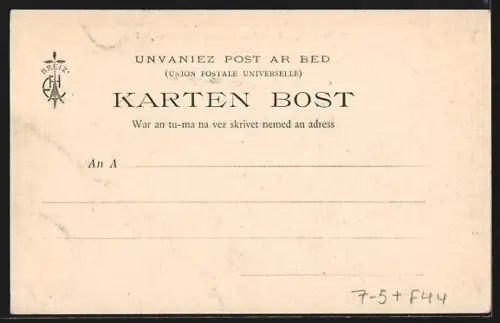 BREIZ
UNVANIEZ POST AR BED
(UNION POSTALE UNIVERSELLE)
KARTEN BOST
War an tu-ma na vez skrivet nemed an adress
An A
7-5+F44